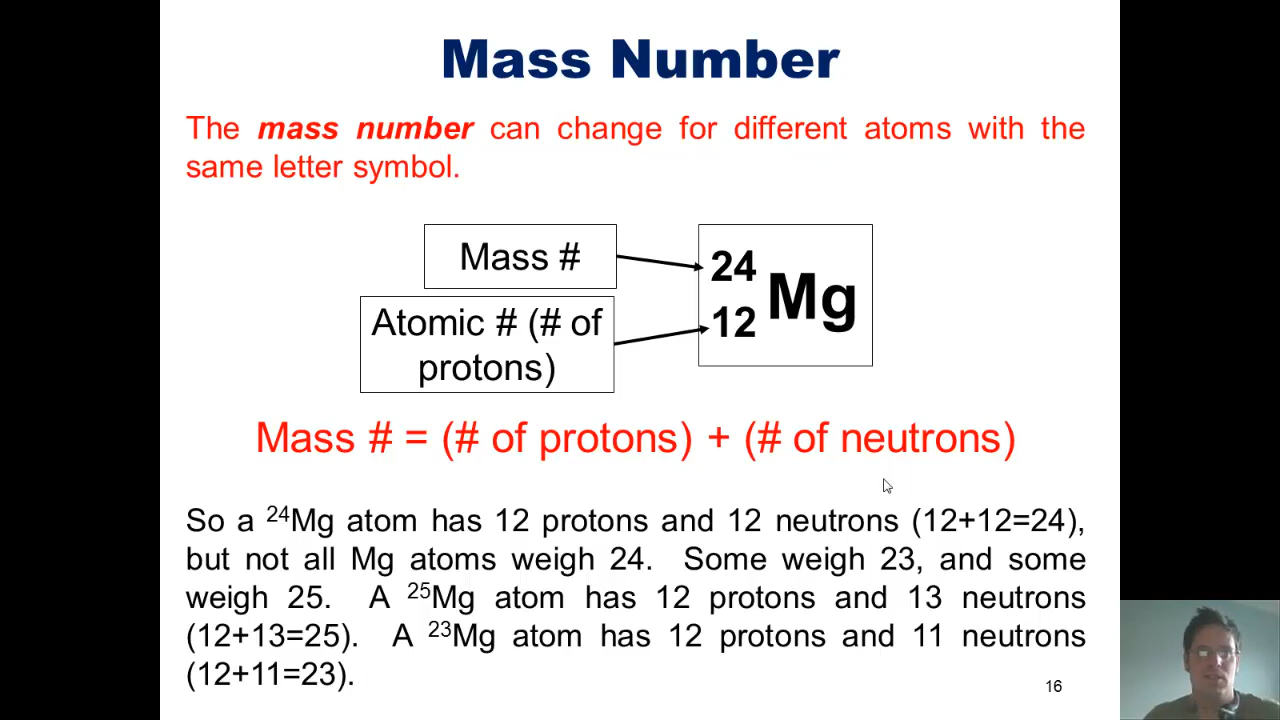 Mass Number
The mass number can change for different atoms with the
same letter symbol.
Mass #
24
Mg
12
Atomic # (# of
protons)
Mass # = (# of protons) + (# of neutrons)
So a ²⁴Mg atom has 12 protons and 12 neutrons (12+12=24),
but not all Mg atoms weigh 24. Some weigh 23, and some
weigh 25. A ²⁵Mg atom has 12 protons and 13 neutrons
(12+13=25). A ²³Mg atom has 12 protons and 11 neutrons
(12+11=23).
16